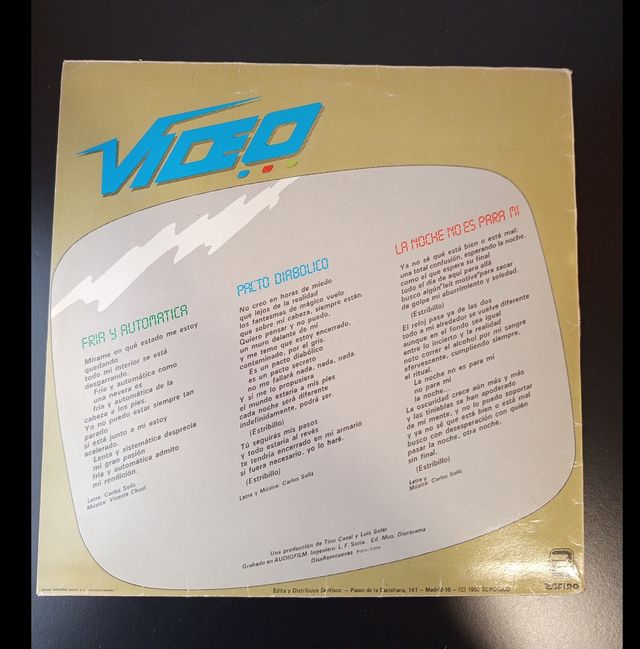 VIDEO
FRIA Y AUTOMATICA
Mirame en qué estado me estoy
quedando
todo mi interior se está
desgarrando.
Fría y automática como
una nevera es
fría y automática de la
cabeza a los pies.
Yo no puedo estar siempre tan
parado
si está junto a mi estoy
acelerado.
Lenta y sistemática desprecia
mi gran pasión
fría y automática admito
mi rendición.
Letra: Carlos Solís
Música: Vicente Chust
PACTO DIABOLICO
No creo en horas de miedo
que lejos de la realidad
los fantasmas de mágico vuelo
que sobre mi cabeza, siempre están.
Quiero pensar y no puedo,
un muro delante de mí
y me temo que estoy encerrado,
contaminado, por el gris.
Es un pacto diabólico
es un pacto secreto
no me fallará nada, nada, nada.
Y si me lo propusiera
el mundo estaría a mis pies
cada noche será diferente
indefinidamente, podrá ser.
(Estribillo)
Tú seguirás mis pasos
y todo estaría al revés
te tendría encerrado en mi armario
si fuera necesario, yo lo haré.
(Estribillo)
Letra y Música: Carlos Solís
LA NOCHE NO ES PARA MI
Ya no sé qué está bien o está mal:
una total confusión, esperando la noche,
como el que espera su final
todo el día de aquí para allá
busco algún "leit motive" para sacar
de golpe mi aburrimiento y soledad.
(Estribillo)
El reloj pasa ya de las dos
todo a mi alrededor se vuelve diferente
aunque en el fondo sea igual
entre lo incierto y la realidad
noto correr el alcohol por mi sangre
efervescente, cumpliendo siempre,
el ritual.
La noche no es para mi
no para mi
la noche...
La oscuridad crece aún más y más
y las tinieblas se han apoderado
de mi mente, y no lo puedo soportar
y ya no sé que está bien o está mal
busco con desesperación con quién
pasar la noche, otra noche,
sin final.
(Estribillo)
Letra y
Música: Carlos Solís
Una producción de Tino Casal y Luis Soler
Grabado en AUDIOFILM. Ingeniero: L. F. Soria. Ed. Mus. Discorama
Edita y Distribuye Serdisco - Paseo de la Castellana, 141 - Madrid-16 - (C) 1983 SERDISCO